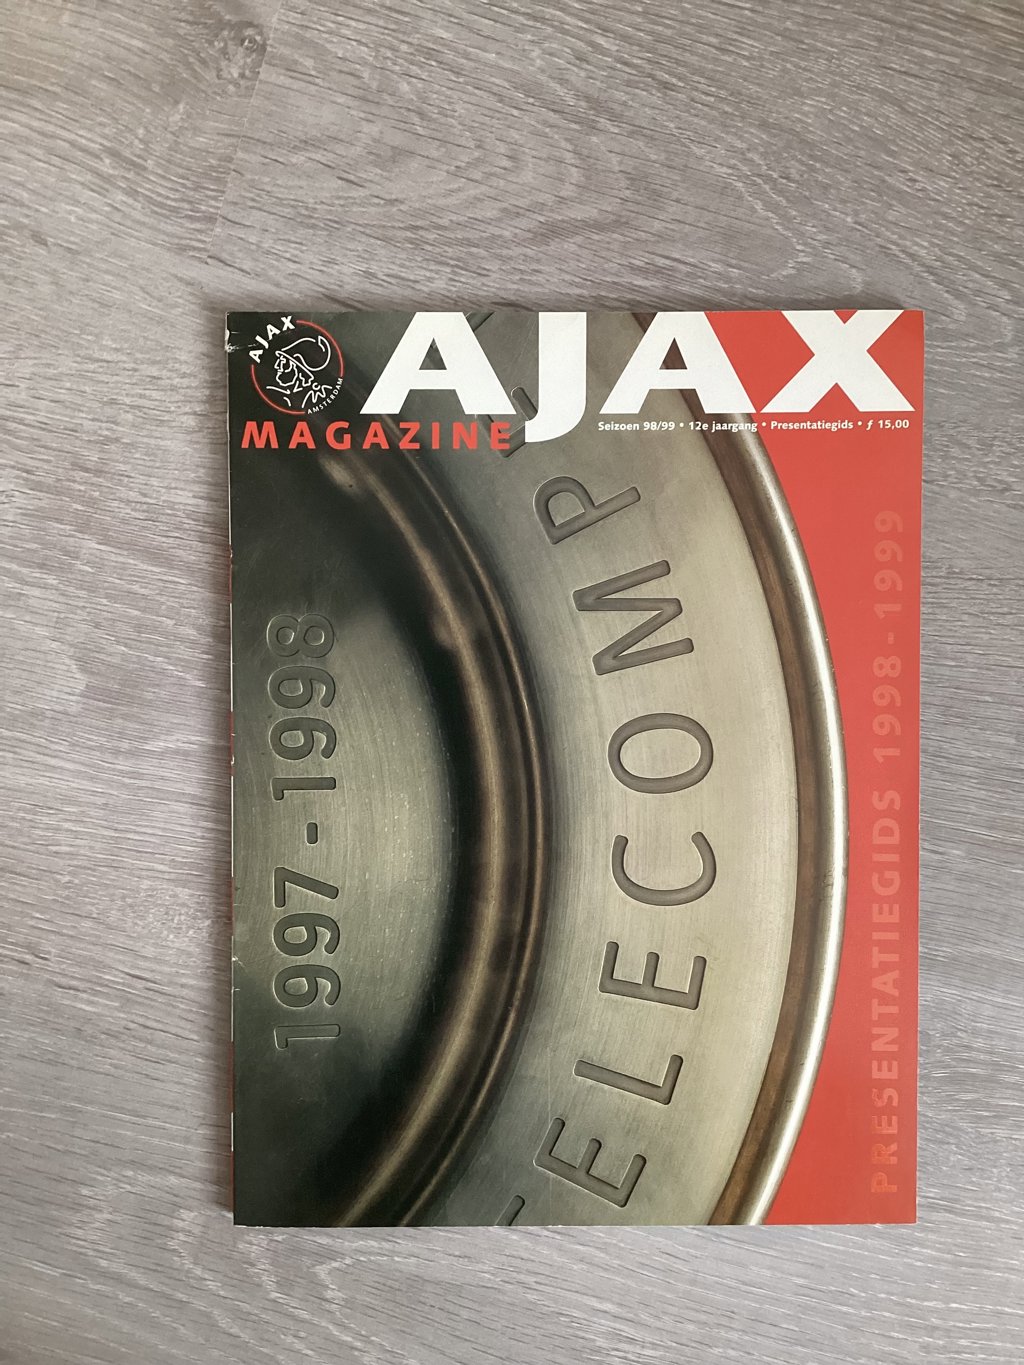 AJAX
AMSTERDAM
AJAX
MAGAZINE
Seizoen 98/99 • 12e jaargang • Presentatiegids • ƒ 15,00
1997-1998
ELECOMP
PRESENTATIEGIDS 1998-1999